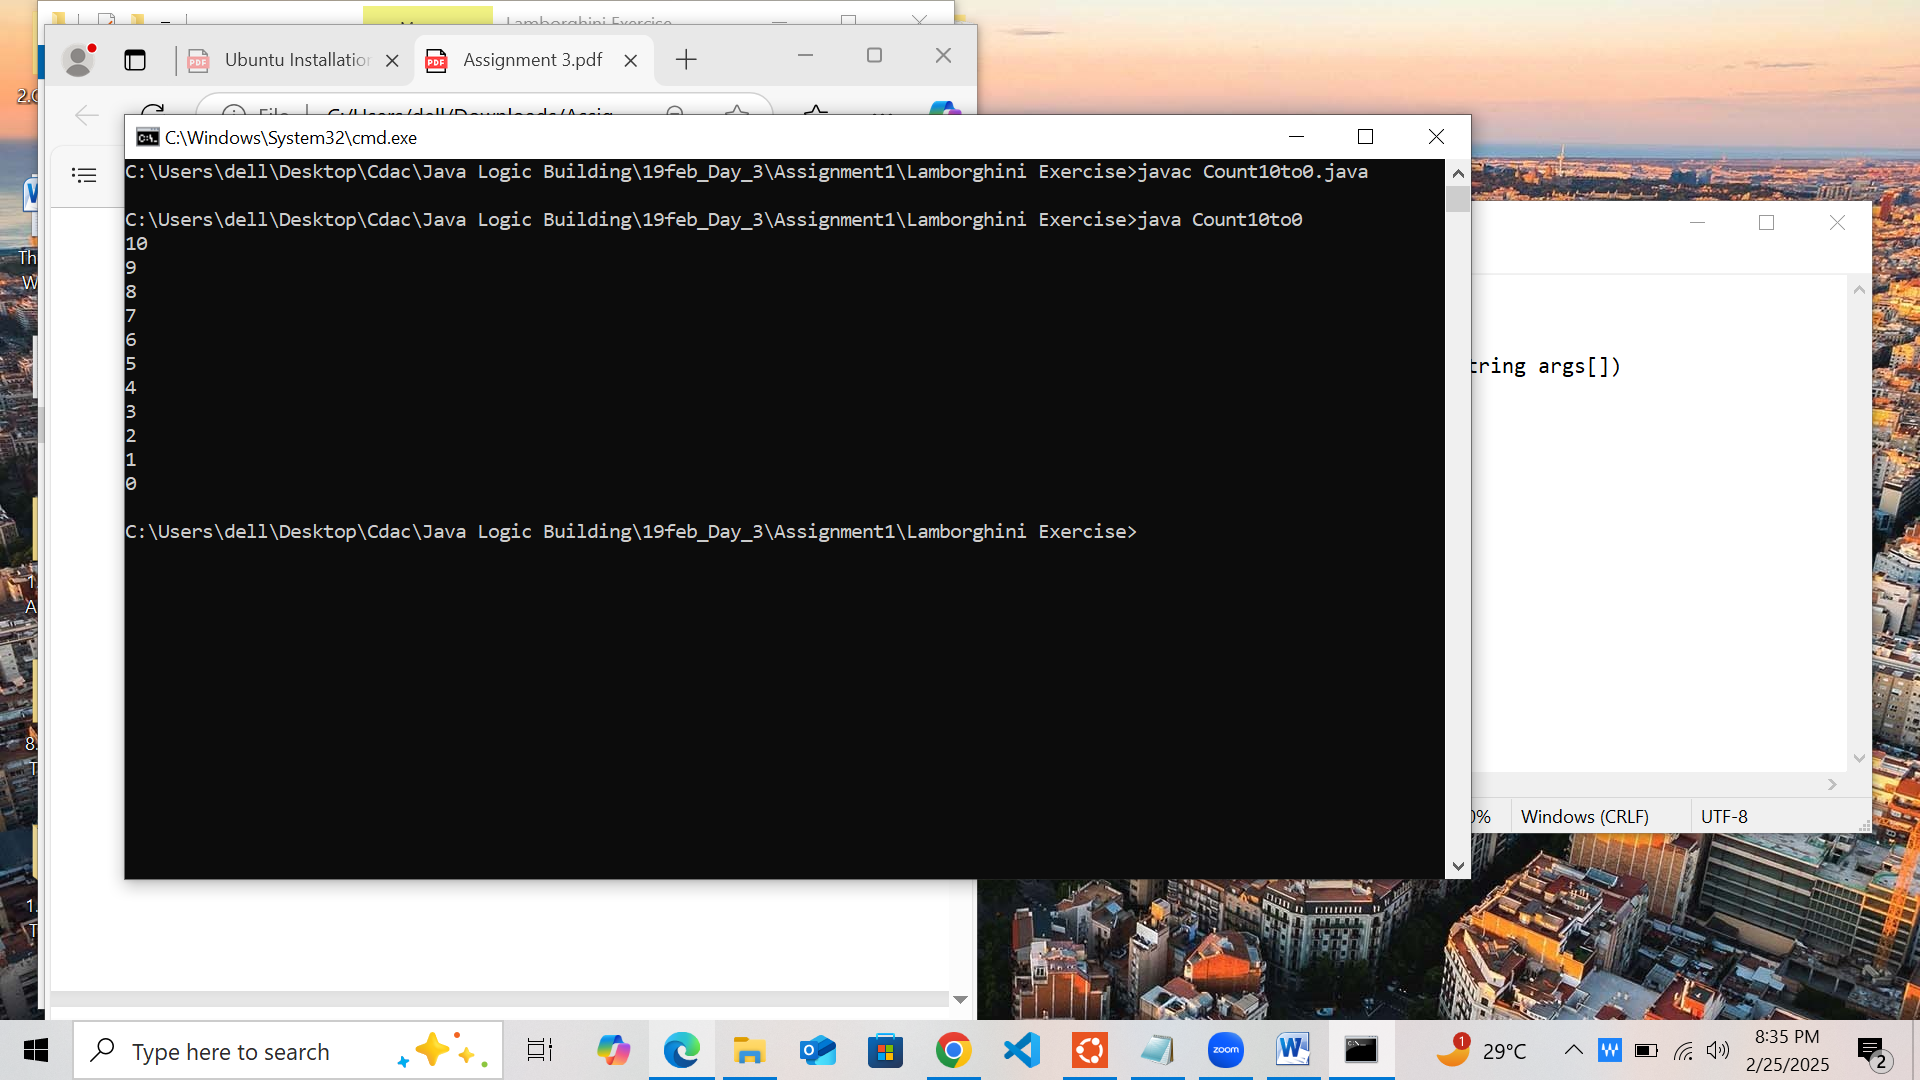 Lamborghini Exercise
Ubuntu Installation
Assignment 3.pdf
File
C:/Users/dell/Downloads/Assig
C:\Windows\System32\cmd.exe
C:\Users\dell\Desktop\Cdac\Java Logic Building\19feb_Day_3\Assignment1\Lamborghini Exercise>javac Count10to0.java
C:\Users\dell\Desktop\Cdac\Java Logic Building\19feb_Day_3\Assignment1\Lamborghini Exercise>java Count10to0
10
9
8
7
6
5
4
3
2
1
0
C:\Users\dell\Desktop\Cdac\Java Logic Building\19feb_Day_3\Assignment1\Lamborghini Exercise>
tring args[])
0%
Windows (CRLF)
UTF-8
Type here to search
zoom
1
29°C
8:35 PM
2/25/2025
2